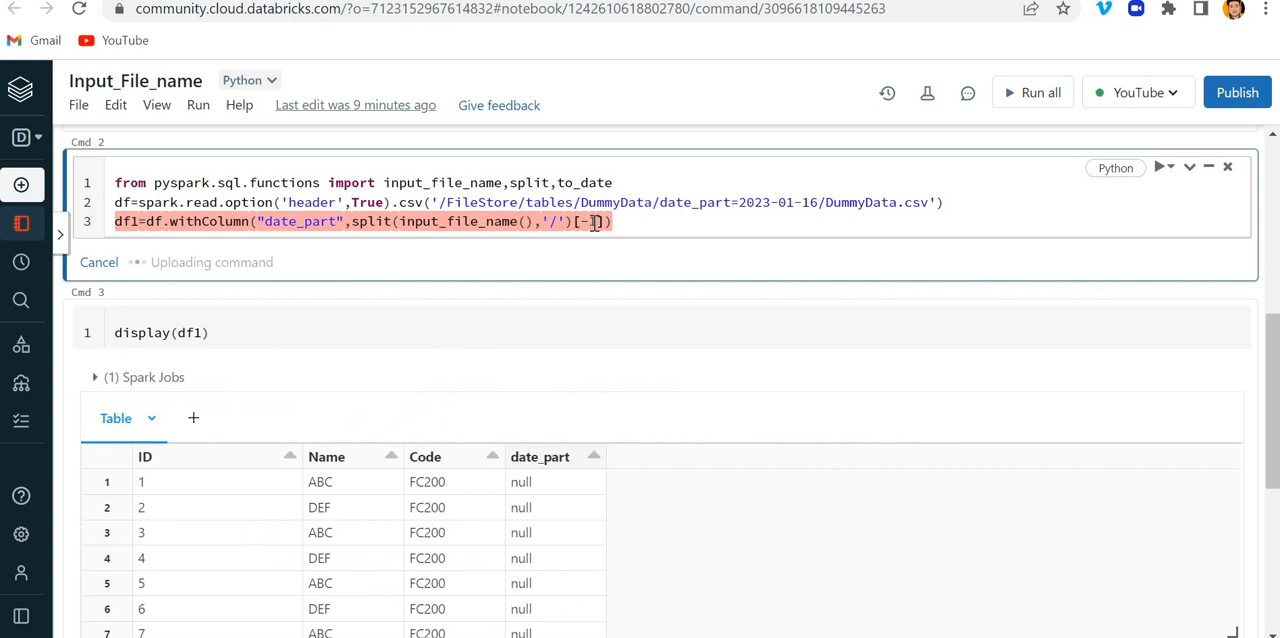 community.cloud.databricks.com/?o=7123152967614832#notebook/1242610618802780/command/3096618109445263
Gmail YouTube
Input_File_name Python
File Edit View Run Help Last edit was 9 minutes ago Give feedback
Run all YouTube Publish
D
Cmd 2
Python
1 from pyspark.sql.functions import input_file_name,split,to_date
2 df=spark.read.option('header',True).csv('/FileStore/tables/DummyData/date_part=2023-01-16/DummyData.csv')
3 df1=df.withColumn("date_part",split(input_file_name(),'/')[-1])
Cancel Uploading command
Cmd 3
1 display(df1)
(1) Spark Jobs
Table +
ID Name Code date_part
1 1 ABC FC200 null
2 2 DEF FC200 null
3 3 ABC FC200 null
4 4 DEF FC200 null
5 5 ABC FC200 null
6 6 DEF FC200 null
7 7 ABC FC200 null